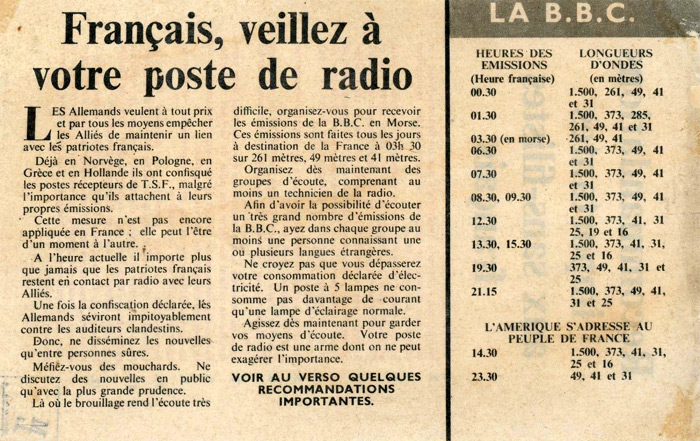 Français, veillez à
votre poste de radio
LES Allemands veulent à tout prix
et par tous les moyens empêcher
les Alliés de maintenir un lien
avec les patriotes français.
Déjà en Norvège, en Pologne, en
Grèce et en Hollande ils ont confisqué
les postes récepteurs de T.S.F., malgré
l'importance qu'ils attachent à leurs
propres émissions.
Cette mesure n'est pas encore
appliquée en France ; elle peut l'être
d'un moment à l'autre.
A l'heure actuelle il importe plus
que jamais que les patriotes français
restent en contact par radio avec leurs
Alliés.
Une fois la confiscation déclarée, les
Allemands séviront impitoyablement
contre les auditeurs clandestins.
Donc, ne disséminez les nouvelles
qu'entre personnes sûres.
Méfiez-vous des mouchards. Ne
discutez des nouvelles en public
qu'avec la plus grande prudence.
Là où le brouillage rend l'écoute très
difficile, organisez-vous pour recevoir
les émissions de la B.B.C. en Morse.
Ces émissions sont faites tous les jours
à destination de la France à 03h 30
sur 261 mètres, 49 mètres et 41 mètres.
Organisez dès maintenant des
groupes d'écoute, comprenant au
moins un technicien de la radio.
Afin d'avoir la possibilité d'écouter
un très grand nombre d'émissions de
la B.B.C., ayez dans chaque groupe au
moins une personne connaissant une
ou plusieurs langues étrangères.
Ne croyez pas que vous dépasserez
votre consommation déclarée d'élec-
tricité. Un poste à 5 lampes ne con-
somme pas davantage de courant
qu'une lampe d'éclairage normale.
Agissez dès maintenant pour garder
vos moyens d'écoute. Votre poste
de radio est une arme dont on ne peut
exagérer l'importance.
VOIR AU VERSO QUELQUES
RECOMMANDATIONS
IMPORTANTES.
LA B.B.C.
HEURES DES EMISSIONS (Heure française) LONGUEURS D'ONDES (en mètres)
00.30 1.500, 261, 49, 41
et 31
01.30 1.500, 373, 285,
261, 49, 41 et 31
03.30 (en morse) 261, 49, 41
06.30 1.500, 373, 49, 41
et 31
07.30 1.500, 373, 49, 41
et 31
08.30, 09.30 1.500, 373, 49, 41
et 31
12.30 1.500, 373, 41, 31
25, 19 et 16
13.30, 15.30 1.500, 373, 41, 31,
25 et 16
19.30 373, 49, 41, 31 et
25
21.15 1.500, 373, 49, 41,
31 et 25
L'AMERIQUE S'ADRESSE AU
PEUPLE DE FRANCE
14.30 1.500, 373, 41, 31,
25 et 16
23.30 49, 41 et 31